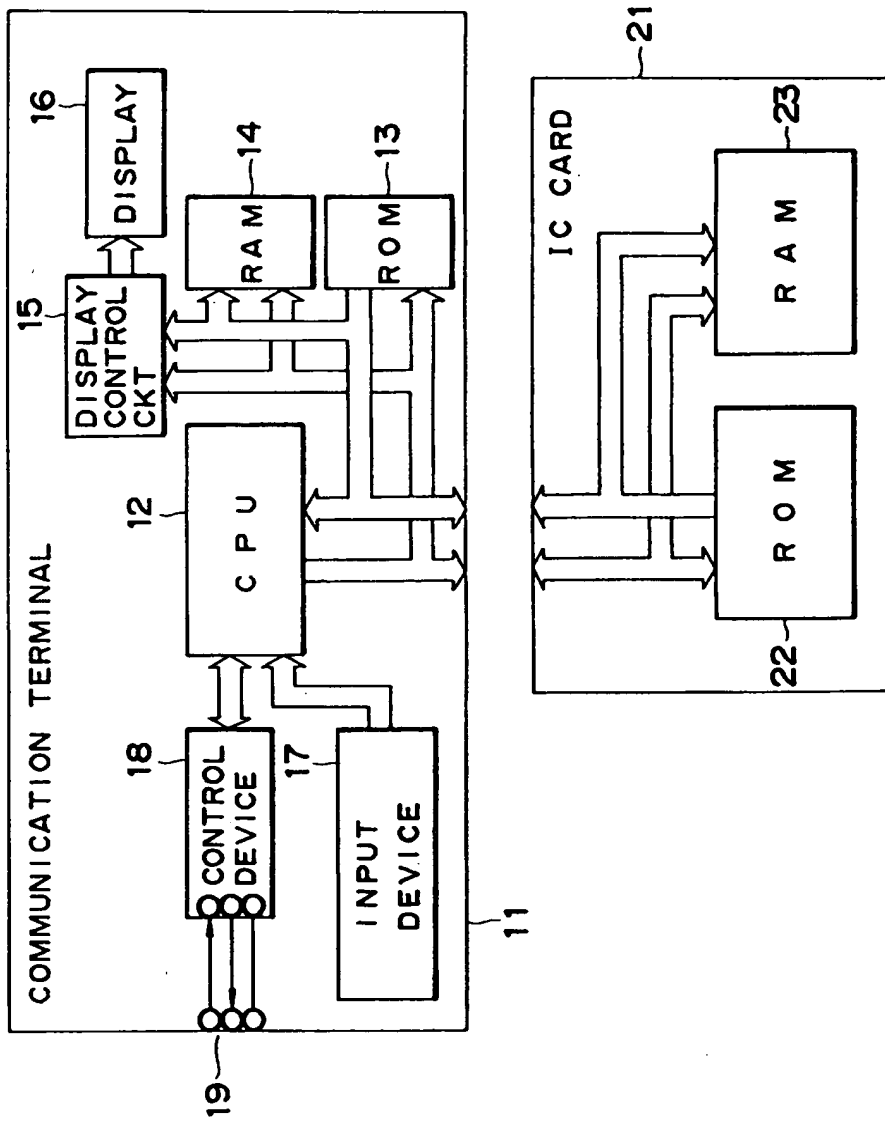 COMMUNICATION TERMINAL
11
19
18
CONTROL
DEVICE
17
INPUT
DEVICE
12
CPU
15
DISPLAY
CONTROL
CKT
16
DISPLAY
14
RAM
13
ROM
IC CARD
21
22
ROM
23
RAM